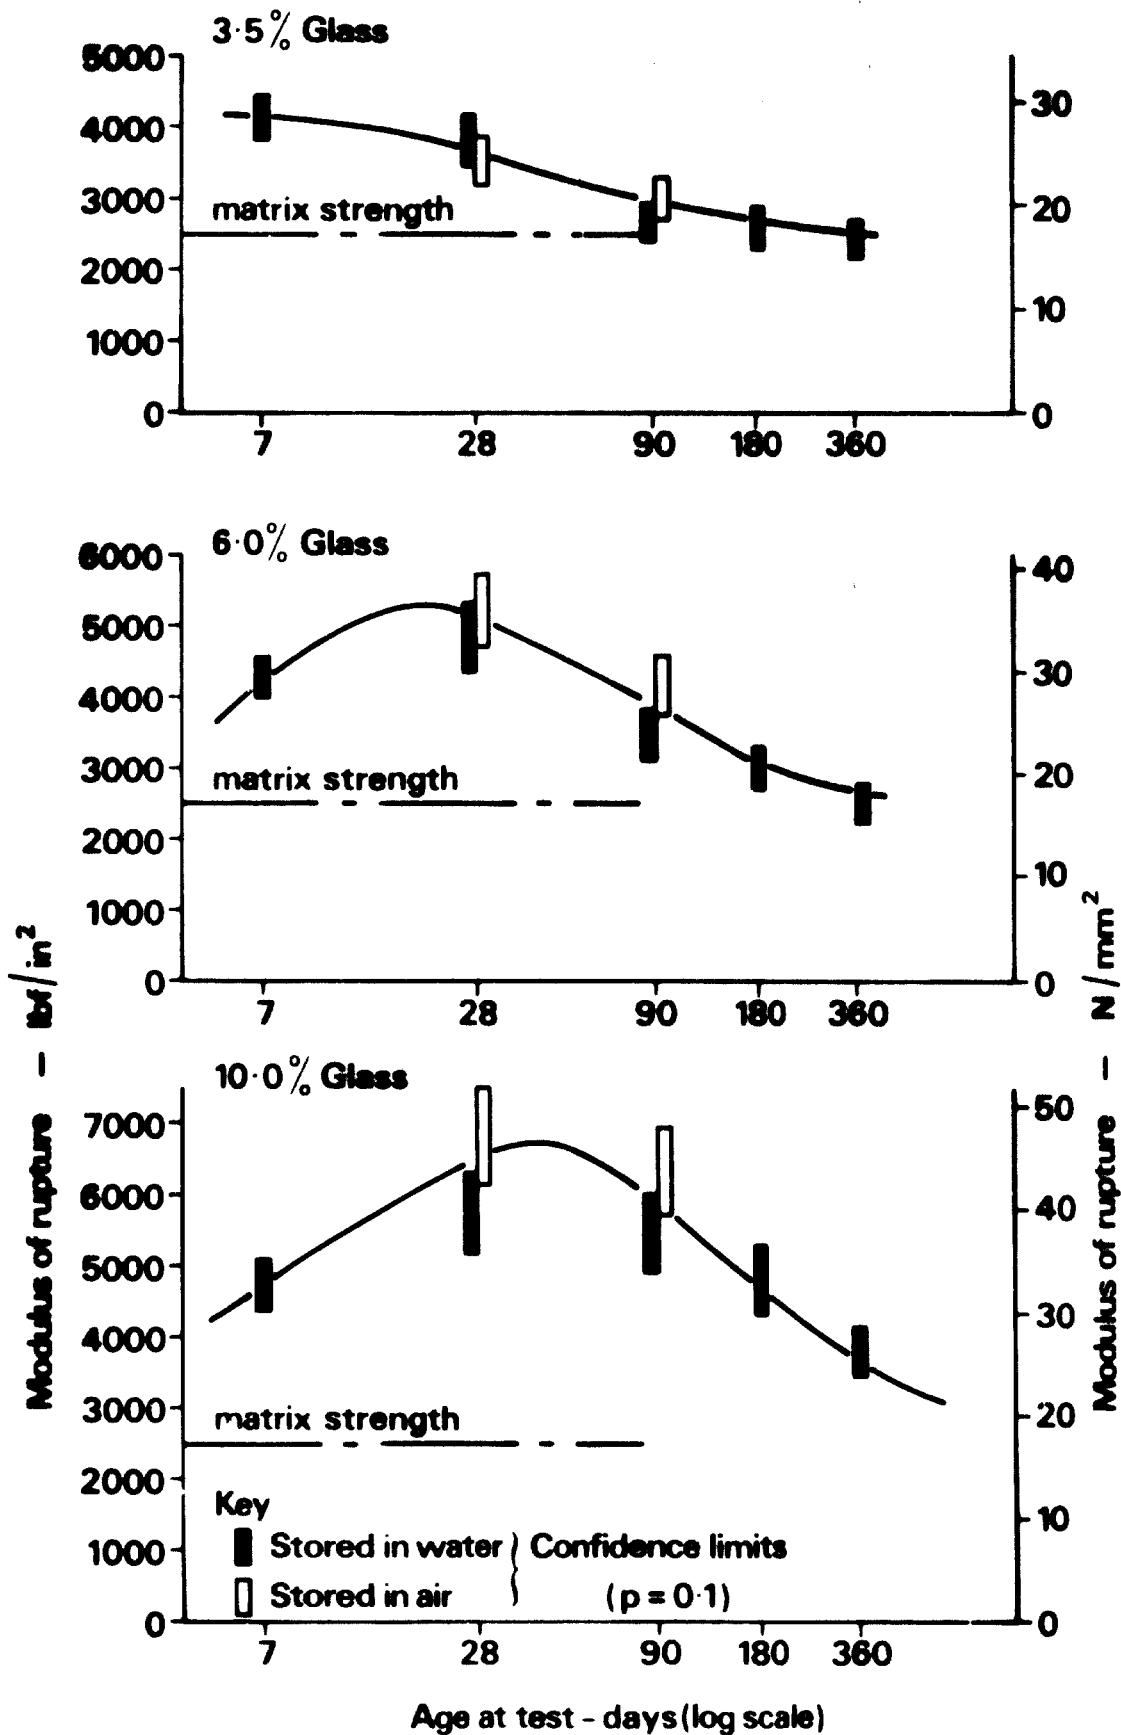 3·5% Glass
5000
4000
3000
2000
1000
0
30
20
10
0
matrix strength
7 28 90 180 360
6·0% Glass
6000
5000
4000
3000
2000
1000
0
40
30
20
10
0
matrix strength
7 28 90 180 360
10·0% Glass
7000
6000
5000
4000
3000
2000
1000
0
50
40
30
20
10
0
matrix strength
Key
Stored in water } Confidence limits
Stored in air (p = 0·1)
7 28 90 180 360
Age at test - days (log scale)
Modulus of rupture — lbf/in²
Modulus of rupture — N/mm²